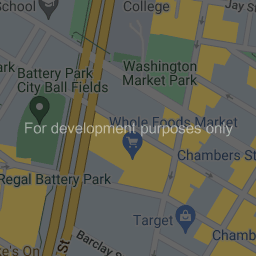 School
College
Jay S
Washington
Market Park
Park
Battery Park
City Ball Fields
Whole Foods Market
For development purposes only
Chambers St
Regal Battery Park
Target
Chamb
Barclay S
St
e's On